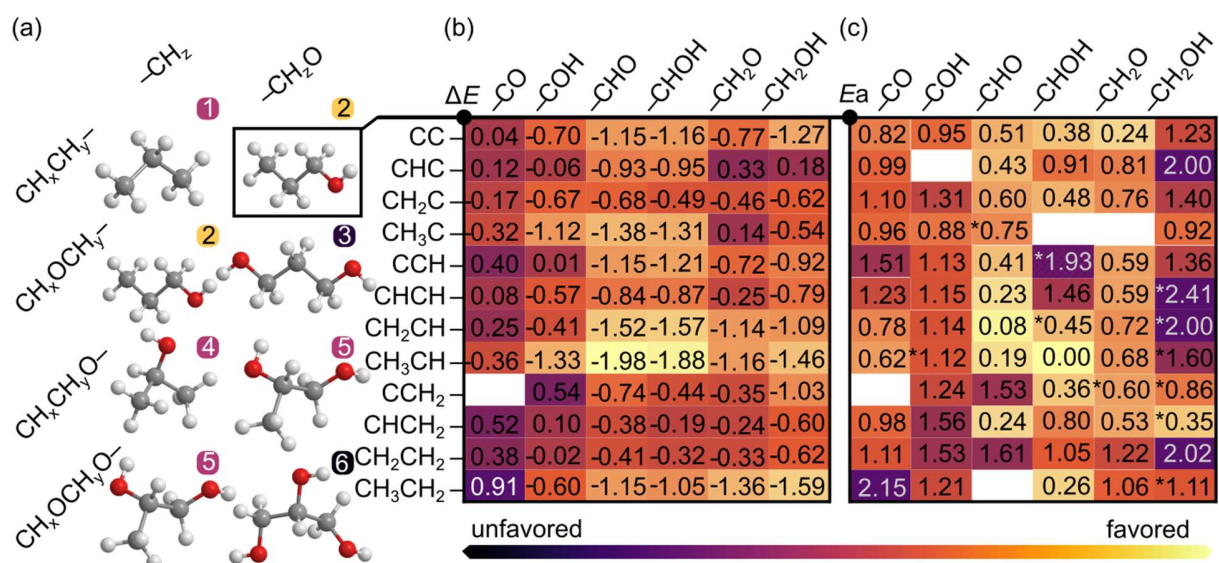 (a)
–CH₂
–CH₂O
CHₓCHᵧ–
CHₓOCHᵧ–
CHₓCHᵧO–
CHₓOCHᵧO–
1
2
2
3
4
5
5
6
(b)
ΔE –CO –COH –CHO –CHOH –CH₂O –CH₂OH
(c)
Ea –CO –COH –CHO –CHOH –CH₂O –CH₂OH
CC 0.04 -0.70 -1.15 -1.16 -0.77 -1.27 0.82 0.95 0.51 0.38 0.24 1.23
CHC 0.12 -0.06 -0.93 -0.95 0.33 0.18 0.99 0.43 0.91 0.81 2.00
CH₂C -0.17 -0.67 -0.68 -0.49 -0.46 -0.62 1.10 1.31 0.60 0.48 0.76 1.40
CH₃C -0.32 -1.12 -1.38 -1.31 0.14 -0.54 0.96 0.88 *0.75 0.92
CCH 0.40 0.01 -1.15 -1.21 -0.72 -0.92 1.51 1.13 0.41 *1.93 0.59 1.36
CHCH 0.08 -0.57 -0.84 -0.87 -0.25 -0.79 1.23 1.15 0.23 1.46 0.59 *2.41
CH₂CH 0.25 -0.41 -1.52 -1.57 -1.14 -1.09 0.78 1.14 0.08 *0.45 0.72 *2.00
CH₃CH -0.36 -1.33 -1.98 -1.88 -1.16 -1.46 0.62 *1.12 0.19 0.00 0.68 *1.60
CCH₂ 0.54 -0.74 -0.44 -0.35 -1.03 1.24 1.53 0.36 *0.60 *0.86
CHCH₂ 0.52 0.10 -0.38 -0.19 -0.24 -0.60 0.98 1.56 0.24 0.80 0.53 *0.35
CH₂CH₂ 0.38 -0.02 -0.41 -0.32 -0.33 -0.62 1.11 1.53 1.61 1.05 1.22 2.02
CH₃CH₂ 0.91 -0.60 -1.15 -1.05 -1.36 -1.59 2.15 1.21 0.26 1.06 *1.11
unfavored favored